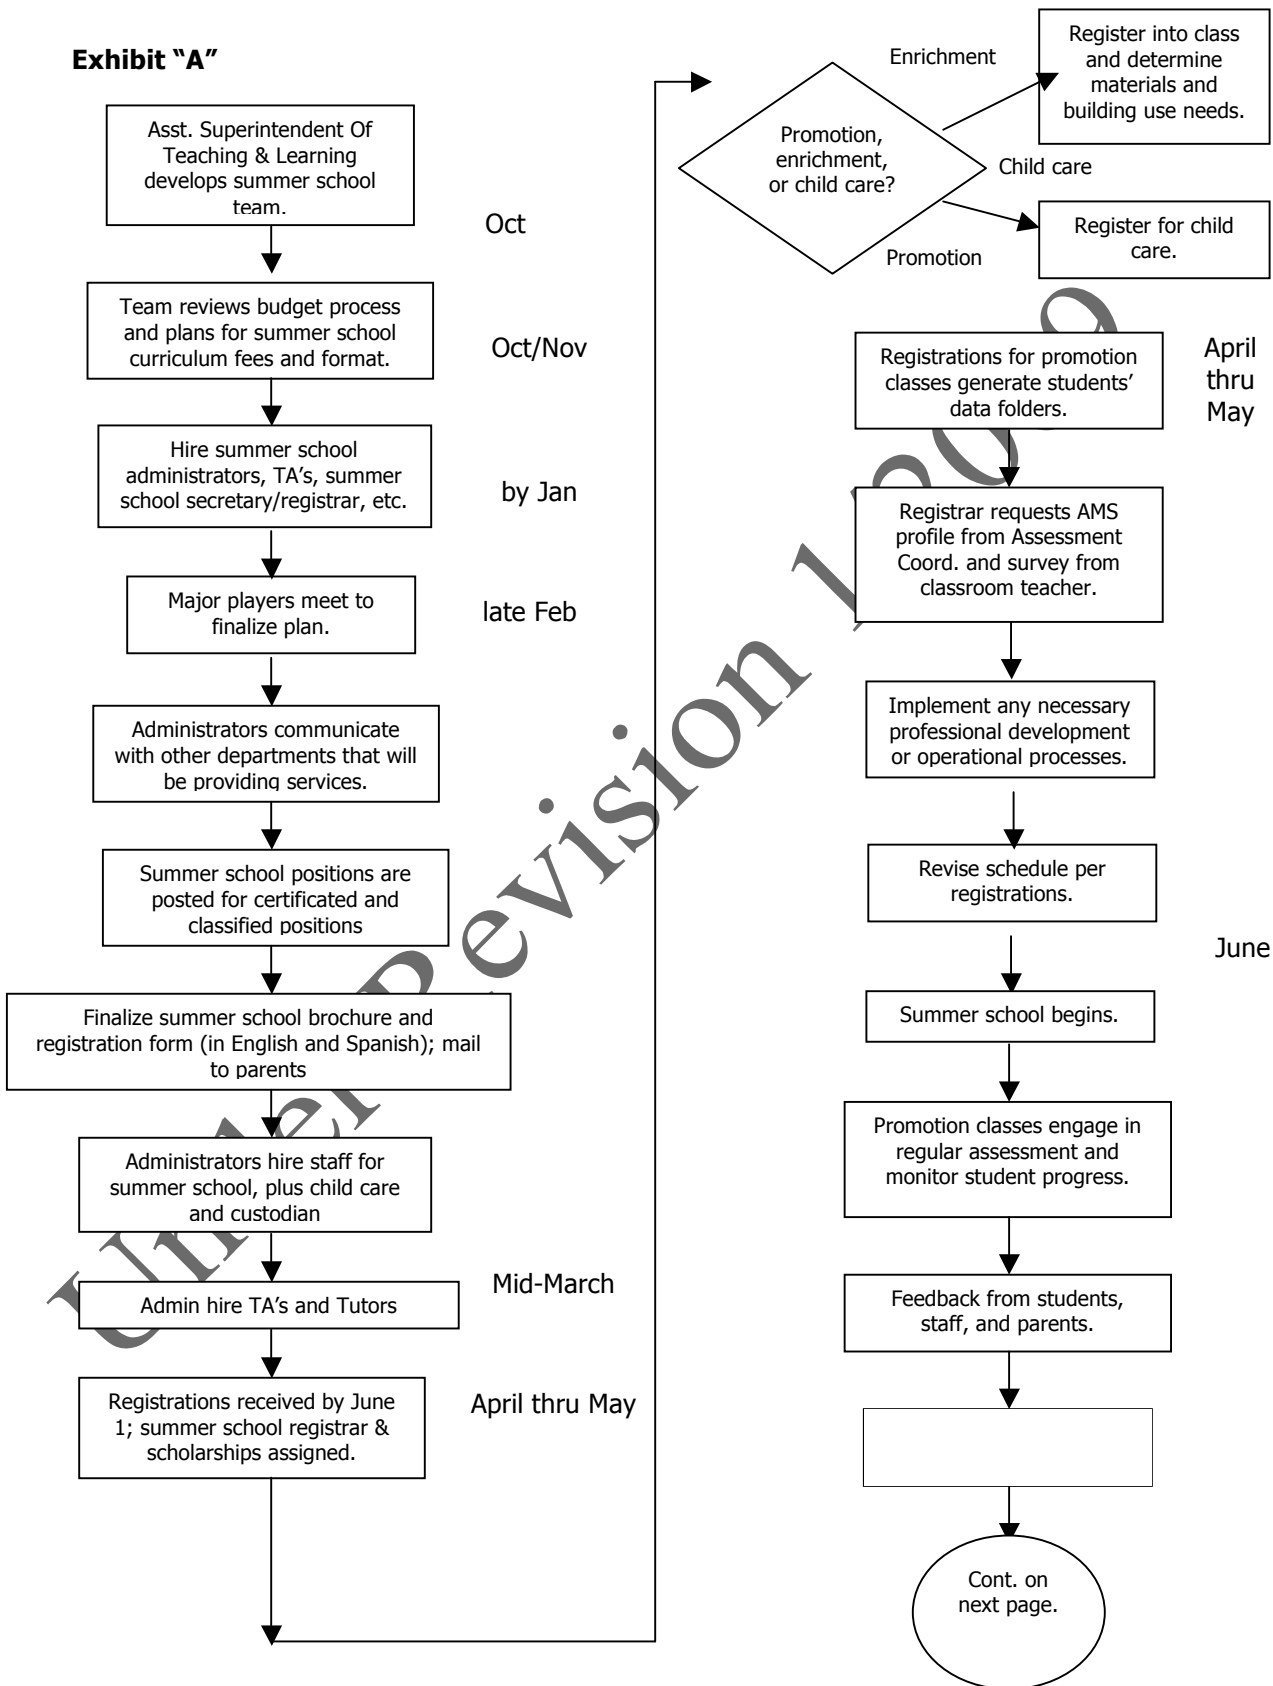 Exhibit “A”
Asst. Superintendent Of
Teaching & Learning
develops summer school
team.
Oct
Team reviews budget process
and plans for summer school
curriculum fees and format.
Oct/Nov
Hire summer school
administrators, TA’s, summer
school secretary/registrar, etc.
by Jan
Major players meet to
finalize plan.
late Feb
Administrators communicate
with other departments that will
be providing services.
Summer school positions are
posted for certificated and
classified positions
Finalize summer school brochure and
registration form (in English and Spanish); mail
to parents
Administrators hire staff for
summer school, plus child care
and custodian
Mid-March
Admin hire TA’s and Tutors
Registrations received by June
1; summer school registrar &
scholarships assigned.
April thru May
Promotion,
enrichment,
or child care?
Enrichment
Register into class
and determine
materials and
building use needs.
Child care
Register for child
care.
Promotion
Registrations for promotion
classes generate students’
data folders.
April
thru
May
Registrar requests AMS
profile from Assessment
Coord. and survey from
classroom teacher.
Implement any necessary
professional development
or operational processes.
Revise schedule per
registrations.
June
Summer school begins.
Promotion classes engage in
regular assessment and
monitor student progress.
Feedback from students,
staff, and parents.
Cont. on
next page.
Under Revision